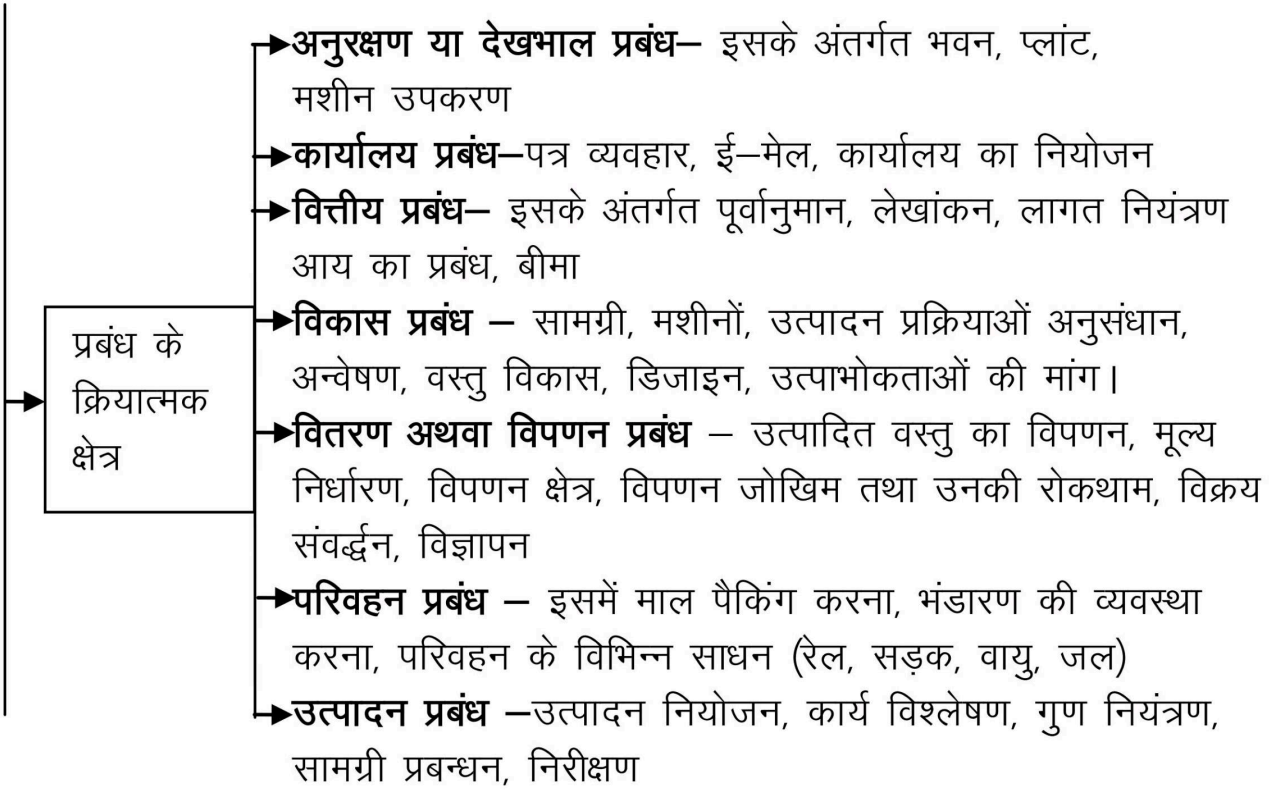 अनुरक्षण या देखभाल प्रबंध– इसके अंतर्गत भवन, प्लांट,
मशीन उपकरण
कार्यालय प्रबंध–पत्र व्यवहार, ई–मेल, कार्यालय का नियोजन
वित्तीय प्रबंध– इसके अंतर्गत पूर्वानुमान, लेखांकन, लागत नियंत्रण
आय का प्रबंध, बीमा
प्रबंध के
क्रियात्मक
क्षेत्र
विकास प्रबंध – सामग्री, मशीनों, उत्पादन प्रक्रियाओं अनुसंधान,
अन्वेषण, वस्तु विकास, डिजाइन, उत्पाभोकताओं की मांग।
वितरण अथवा विपणन प्रबंध – उत्पादित वस्तु का विपणन, मूल्य
निर्धारण, विपणन क्षेत्र, विपणन जोखिम तथा उनकी रोकथाम, विक्रय
संवर्द्धन, विज्ञापन
परिवहन प्रबंध – इसमें माल पैकिंग करना, भंडारण की व्यवस्था
करना, परिवहन के विभिन्न साधन (रेल, सड़क, वायु, जल)
उत्पादन प्रबंध –उत्पादन नियोजन, कार्य विश्लेषण, गुण नियंत्रण,
सामग्री प्रबन्धन, निरीक्षण